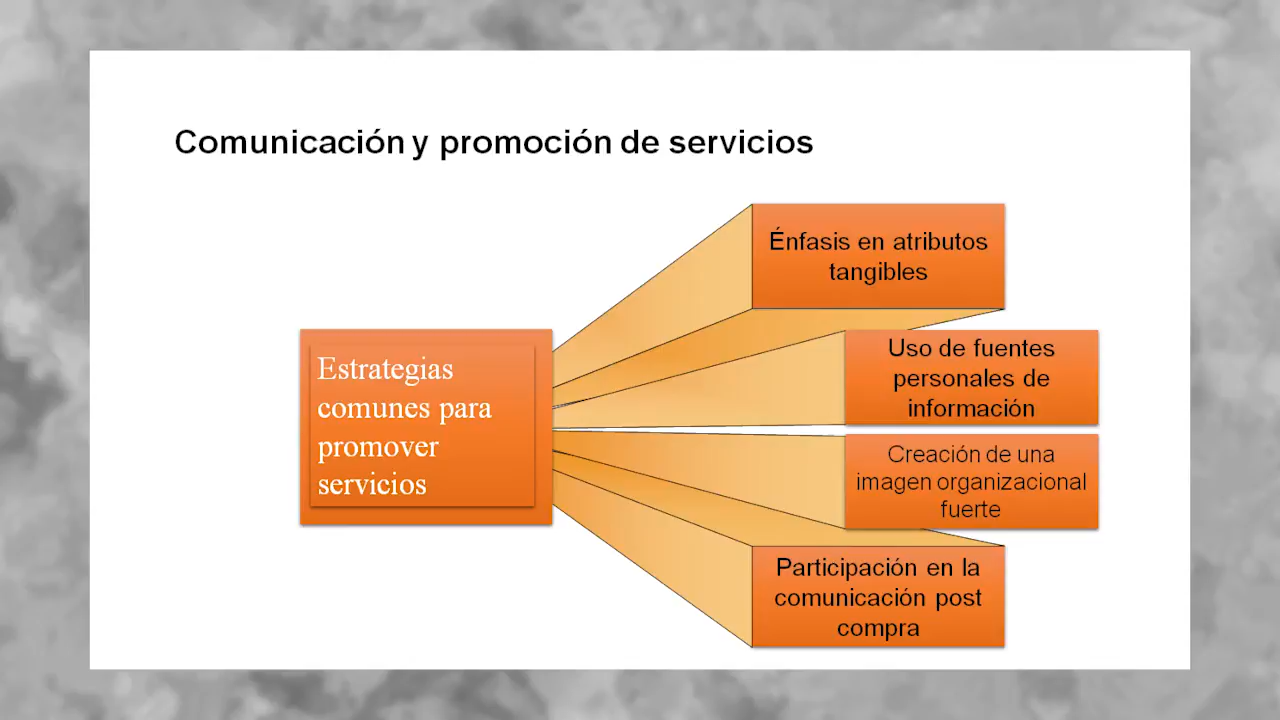 Comunicación y promoción de servicios
Estrategias
comunes para
promover
servicios
Énfasis en atributos
tangibles
Uso de fuentes
personales de
información
Creación de una
imagen organizacional
fuerte
Participación en la
comunicación post
compra